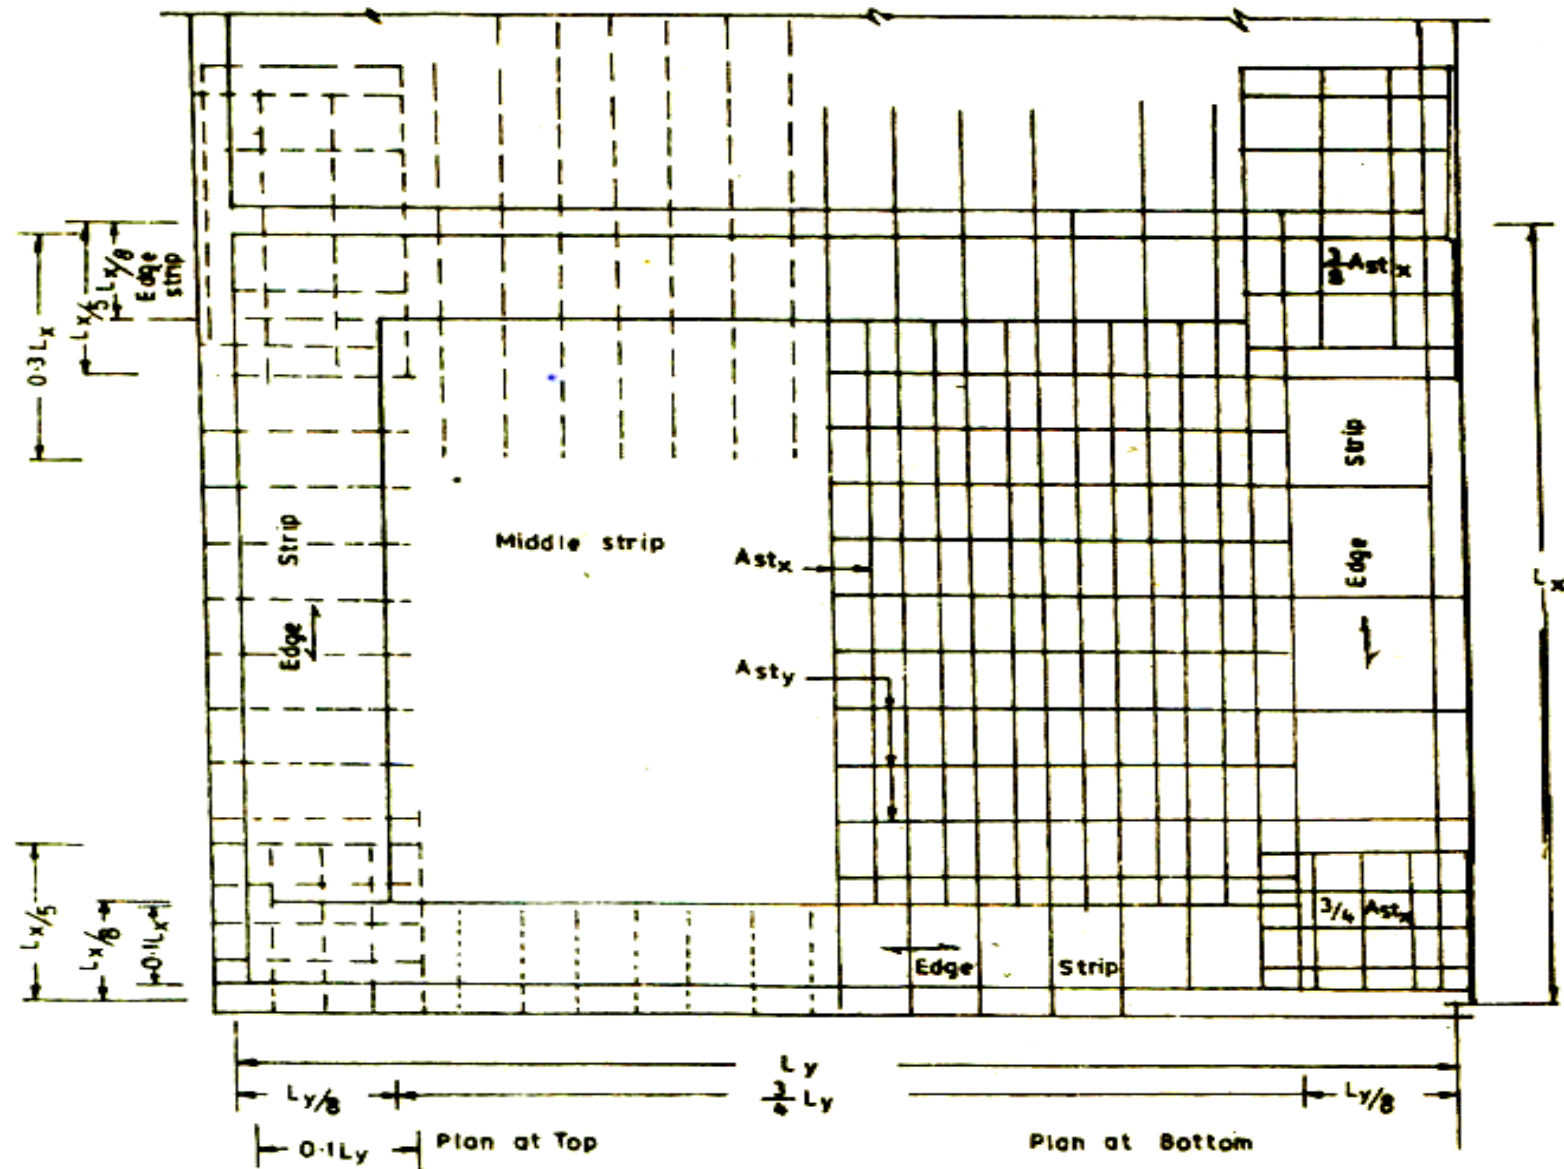 0.3 Lx
Lx/5
Lx/8
Edge
strip
3/8 Astx
Strip
Edge
Middle strip
Astx
Asty
Strip
Edge
Lx
Lx/5
Lx/8
0.1Lx
3/4 Astx
Edge Strip
Ly
Ly/8
3/4 Ly
Ly/8
0.1Ly
Plan at Top
Plan at Bottom